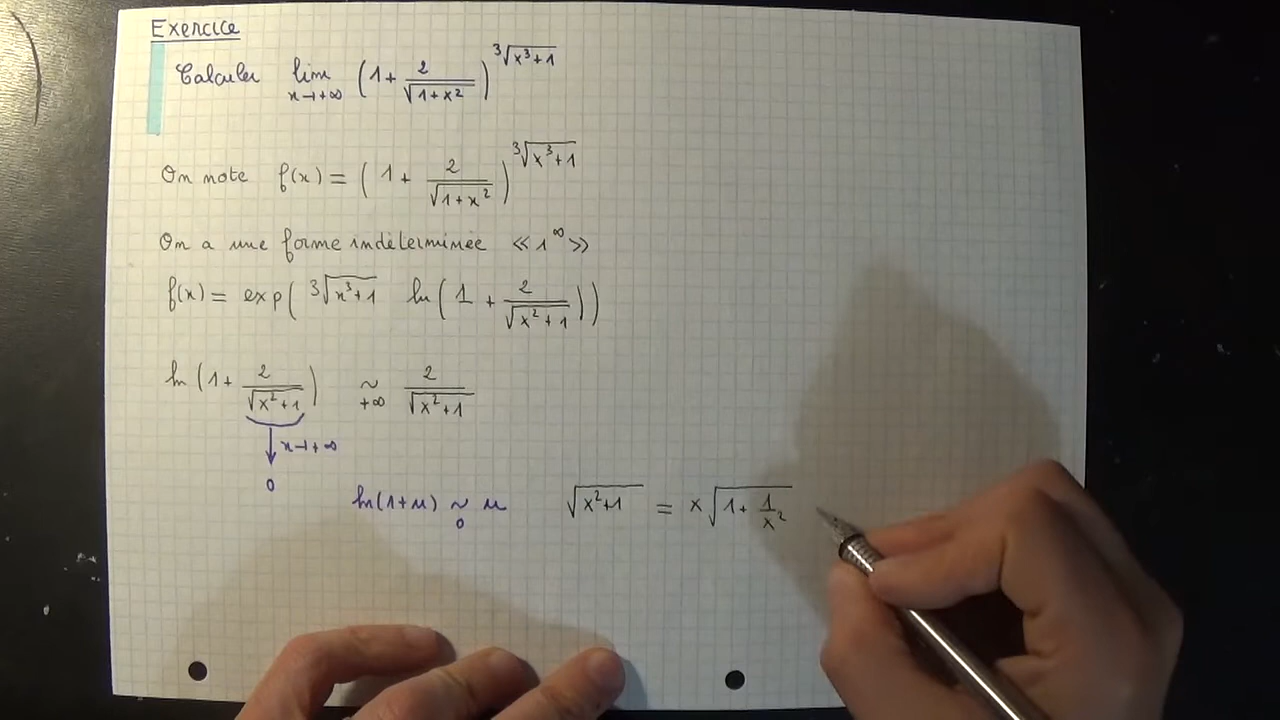 Exercice
Calculer lim x→+∞ (1 + 2/√(1+x²))^∛(x³+1)
On note f(x) = (1 + 2/√(1+x²))^∛(x³+1)
On a une forme indéterminée « 1^∞ »
f(x) = exp( ∛(x³+1) ln( 1 + 2/√(x²+1) ))
ln (1 + 2/√(x²+1)) ~ +∞ 2/√(x²+1)
↓ x→+∞
0
ln(1+u) ~ 0 u √(x²+1) = x√(1 + 1/x²)